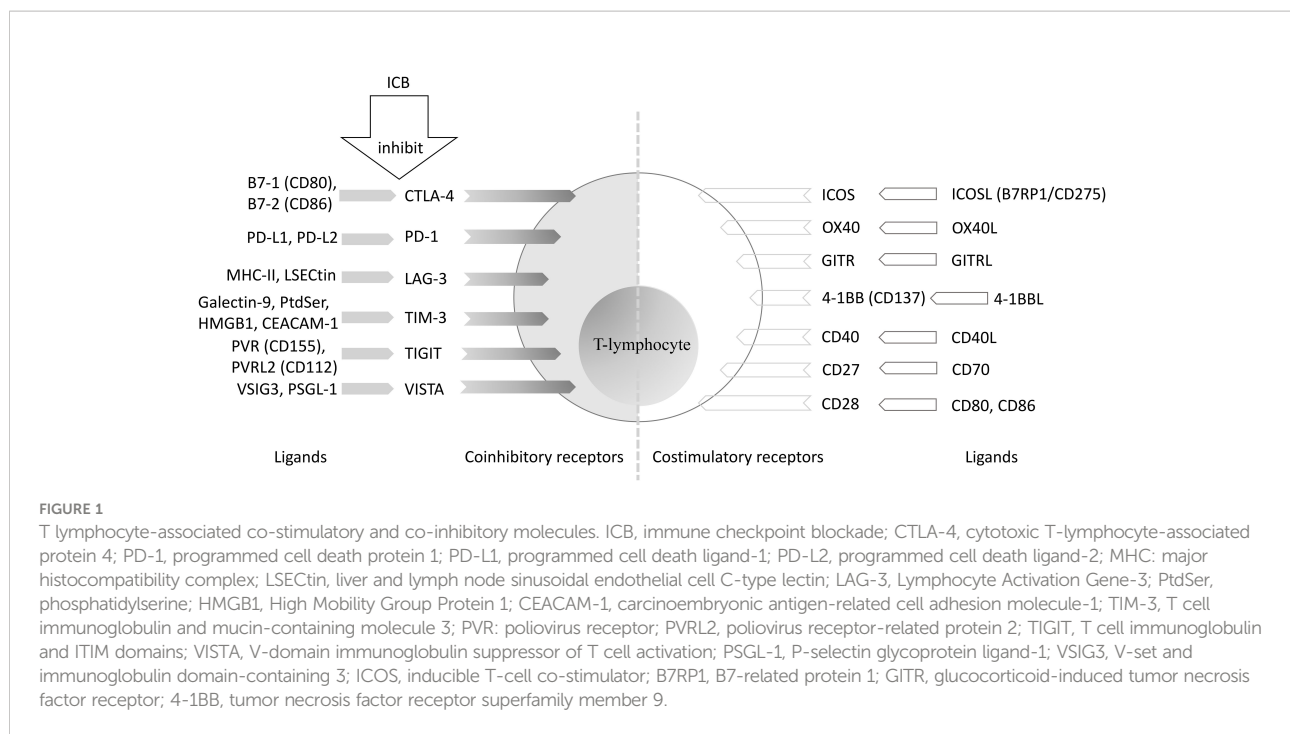 ICB
inhibit
B7-1 (CD80),
B7-2 (CD86)
CTLA-4
PD-L1, PD-L2
PD-1
MHC-II, LSECtin
LAG-3
Galectin-9, PtdSer,
HMGB1, CEACAM-1
TIM-3
PVR (CD155),
PVRL2 (CD112)
TIGIT
VSIG3, PSGL-1
VISTA
T-lymphocyte
ICOS
ICOSL (B7RP1/CD275)
OX40
OX40L
GITR
GITRL
4-1BB (CD137)
4-1BBL
CD40
CD40L
CD27
CD70
CD28
CD80, CD86
Ligands
Coinhibitory receptors
Costimulatory receptors
Ligands
FIGURE 1
T lymphocyte-associated co-stimulatory and co-inhibitory molecules. ICB, immune checkpoint blockade; CTLA-4, cytotoxic T-lymphocyte-associated
protein 4; PD-1, programmed cell death protein 1; PD-L1, programmed cell death ligand-1; PD-L2, programmed cell death ligand-2; MHC: major
histocompatibility complex; LSECtin, liver and lymph node sinusoidal endothelial cell C-type lectin; LAG-3, Lymphocyte Activation Gene-3; PtdSer,
phosphatidylserine; HMGB1, High Mobility Group Protein 1; CEACAM-1, carcinoembryonic antigen-related cell adhesion molecule-1; TIM-3, T cell
immunoglobulin and mucin-containing molecule 3; PVR: poliovirus receptor; PVRL2, poliovirus receptor-related protein 2; TIGIT, T cell immunoglobulin
and ITIM domains; VISTA, V-domain immunoglobulin suppressor of T cell activation; PSGL-1, P-selectin glycoprotein ligand-1; VSIG3, V-set and
immunoglobulin domain-containing 3; ICOS, inducible T-cell co-stimulator; B7RP1, B7-related protein 1; GITR, glucocorticoid-induced tumor necrosis
factor receptor; 4-1BB, tumor necrosis factor receptor superfamily member 9.